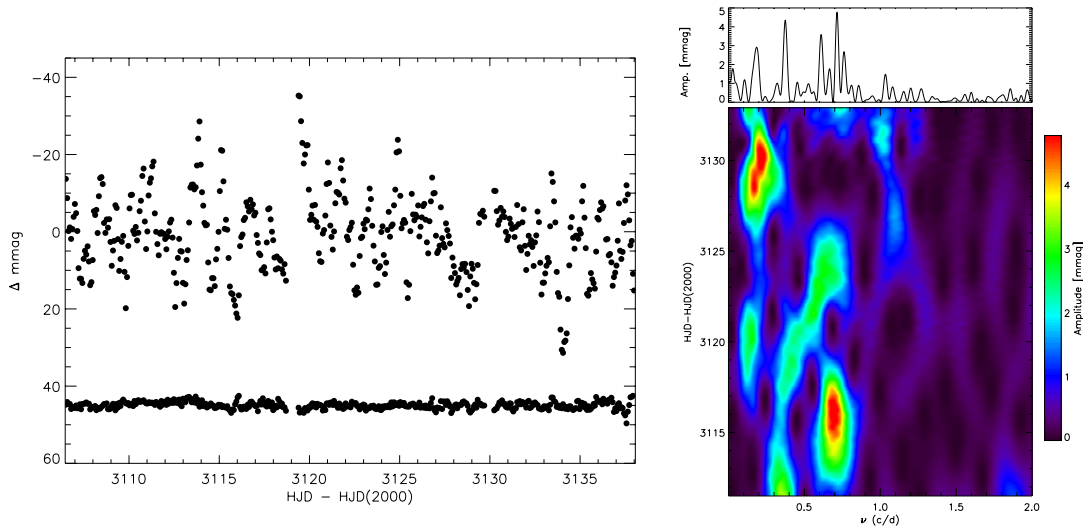 −40
−20
0
20
40
60
Δ mmag
3110 3115 3120 3125 3130 3135
HJD − HJD(2000)
5
4
3
2
1
0
Amp. [mmag]
3130
3125
3120
3115
HJD−HJD(2000)
0.5 1.0 1.5 2.0
ν (c/d)
4
3
2
1
0
Amplitude [mmag]